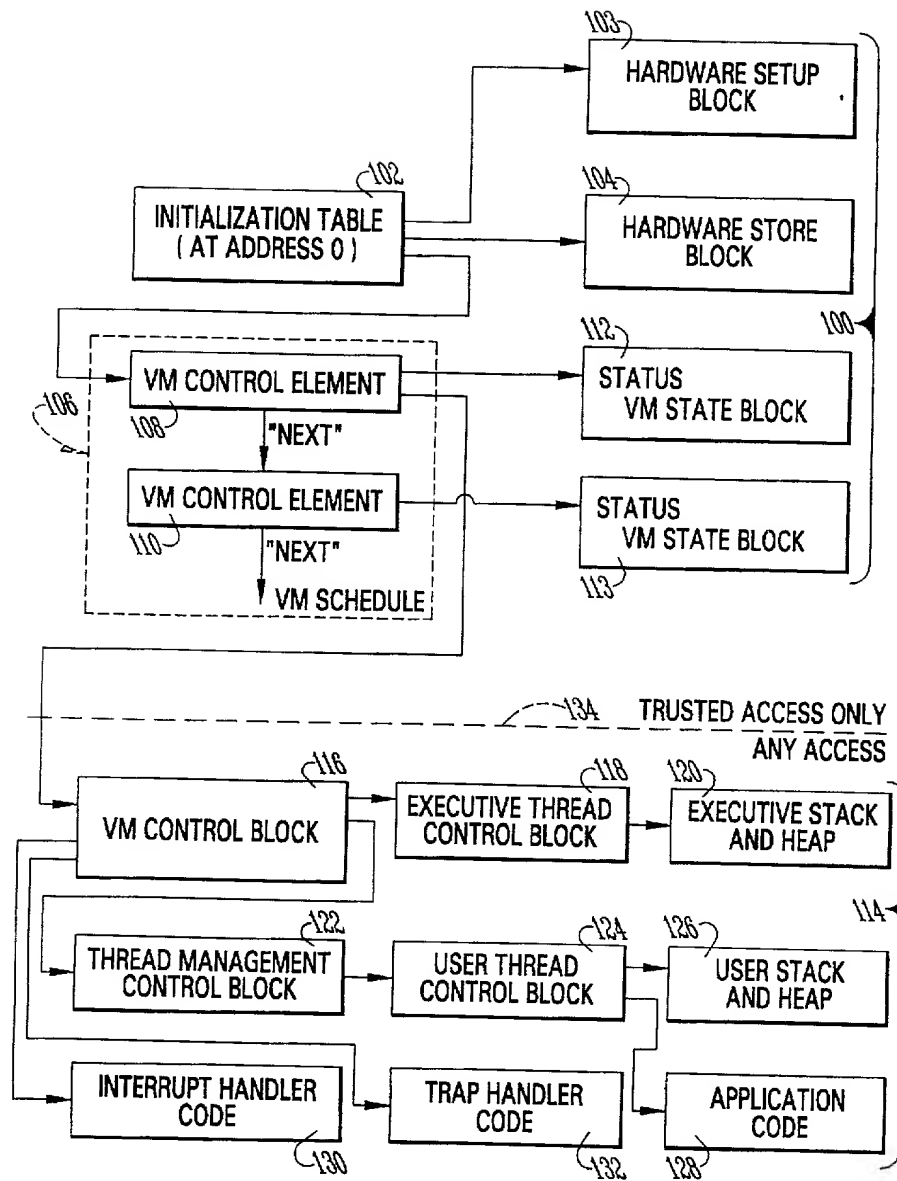 103
HARDWARE SETUP
BLOCK
102
INITIALIZATION TABLE
( AT ADDRESS 0 )
104
HARDWARE STORE
BLOCK
100
112
VM CONTROL ELEMENT
STATUS
VM STATE BLOCK
106
108
"NEXT"
VM CONTROL ELEMENT
STATUS
VM STATE BLOCK
110
"NEXT"
113
VM SCHEDULE
134
TRUSTED ACCESS ONLY
ANY ACCESS
116
VM CONTROL BLOCK
118
EXECUTIVE THREAD
CONTROL BLOCK
120
EXECUTIVE STACK
AND HEAP
114
122
THREAD MANAGEMENT
CONTROL BLOCK
124
USER THREAD
CONTROL BLOCK
126
USER STACK
AND HEAP
INTERRUPT HANDLER
CODE
130
TRAP HANDLER
CODE
132
APPLICATION
CODE
128